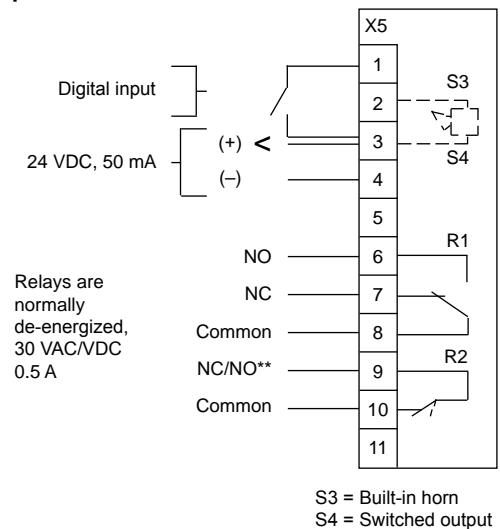 X5
1
Digital input
2
S3
(+) <
3
24 VDC, 50 mA
S4
(–)
4
5
NO
6
R1
Relays are
normally
de-energized,
30 VAC/VDC
0.5 A
NC
7
Common
8
NC/NO**
9
R2
Common
10
11
S3 = Built-in horn
S4 = Switched output